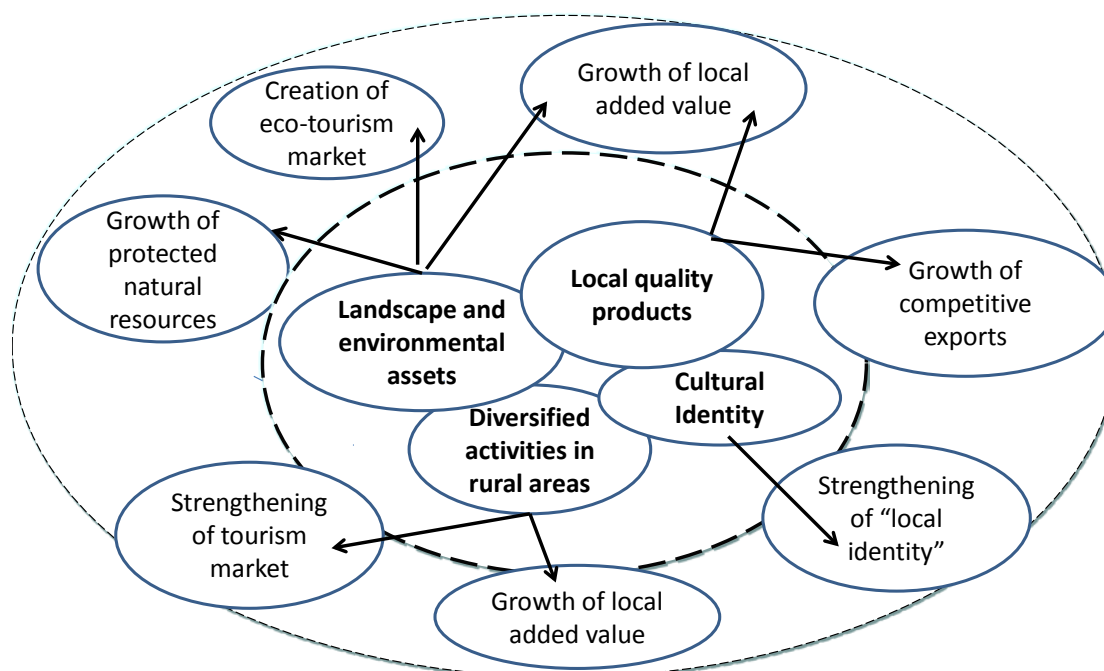 Growth of local
added value
Creation of
eco-tourism
market
Growth of
protected
natural
resources
Local quality
products
Growth of
competitive
exports
Landscape and
environmental
assets
Cultural
Identity
Diversified
activities in
rural areas
Strengthening
of tourism
market
Strengthening
of “local
identity”
Growth of local
added value